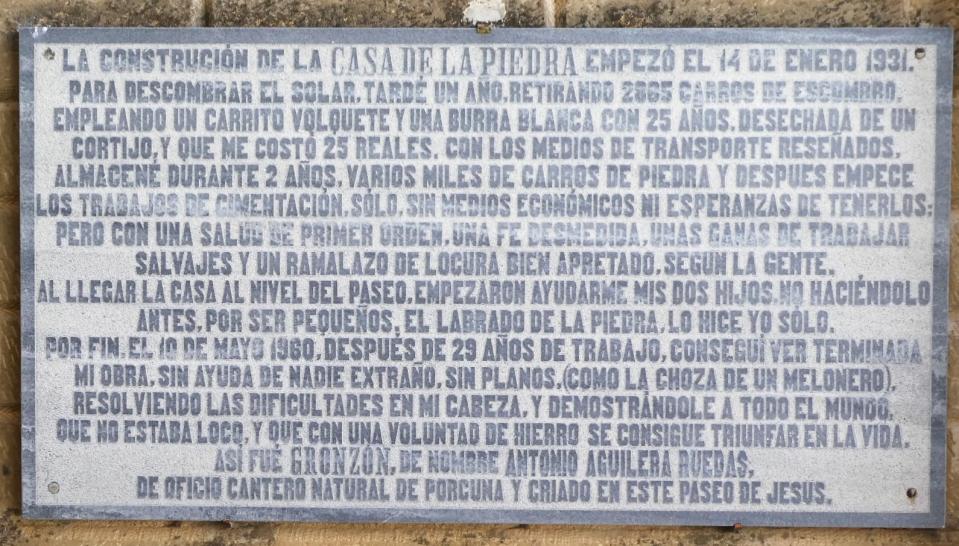 LA CONSTRUCIÓN DE LA CASA DE LA PIEDRA EMPEZÓ EL 14 DE ENERO 1931.
PARA DESCOMBRAR EL SOLAR, TARDÉ UN AÑO, RETIRANDO 2865 CARROS DE ESCOMBRO,
EMPLEANDO UN CARRITO VOLQUETE Y UNA BURRA BLANCA CON 25 AÑOS, DESECHADA DE UN
CORTIJO, Y QUE ME COSTÓ 25 REALES. CON LOS MEDIOS DE TRANSPORTE RESEÑADOS,
ALMACENÉ DURANTE 2 AÑOS, VARIOS MILES DE CARROS DE PIEDRA Y DESPUES EMPECE
LOS TRABAJOS DE CIMENTACIÓN, SÓLO, SIN MEDIOS ECONÓMICOS NI ESPERANZAS DE TENERLOS;
PERO CON UNA SALUD DE PRIMER ORDEN, UNA FE DESMEDIDA, UNAS GANAS DE TRABAJAR
SALVAJES Y UN RAMALAZO DE LOCURA BIEN APRETADO, SEGUN LA GENTE.
AL LLEGAR LA CASA AL NIVEL DEL PASEO, EMPEZARON AYUDARME MIS DOS HIJOS, NO HACIÉNDOLO
ANTES, POR SER PEQUEÑOS, EL LABRADO DE LA PIEDRA, LO HICE YO SÓLO.
POR FIN, EL 10 DE MAYO 1960, DESPUÉS DE 29 AÑOS DE TRABAJO, CONSEGUÍ VER TERMINADA
MI OBRA, SIN AYUDA DE NADIE EXTRAÑO, SIN PLANOS, (COMO LA CHOZA DE UN MELONERO),
RESOLVIENDO LAS DIFICULTADES EN MI CABEZA, Y DEMOSTRÁNDOLE A TODO EL MUNDO,
QUE NO ESTABA LOCO, Y QUE CON UNA VOLUNTAD DE HIERRO SE CONSIGUE TRIUNFAR EN LA VIDA.
ASÍ FUÉ GRONZÓN, DE NOMBRE ANTONIO AGUILERA RUEDAS,
DE OFICIO CANTERO NATURAL DE PORCUNA Y CRIADO EN ESTE PASEO DE JESUS.